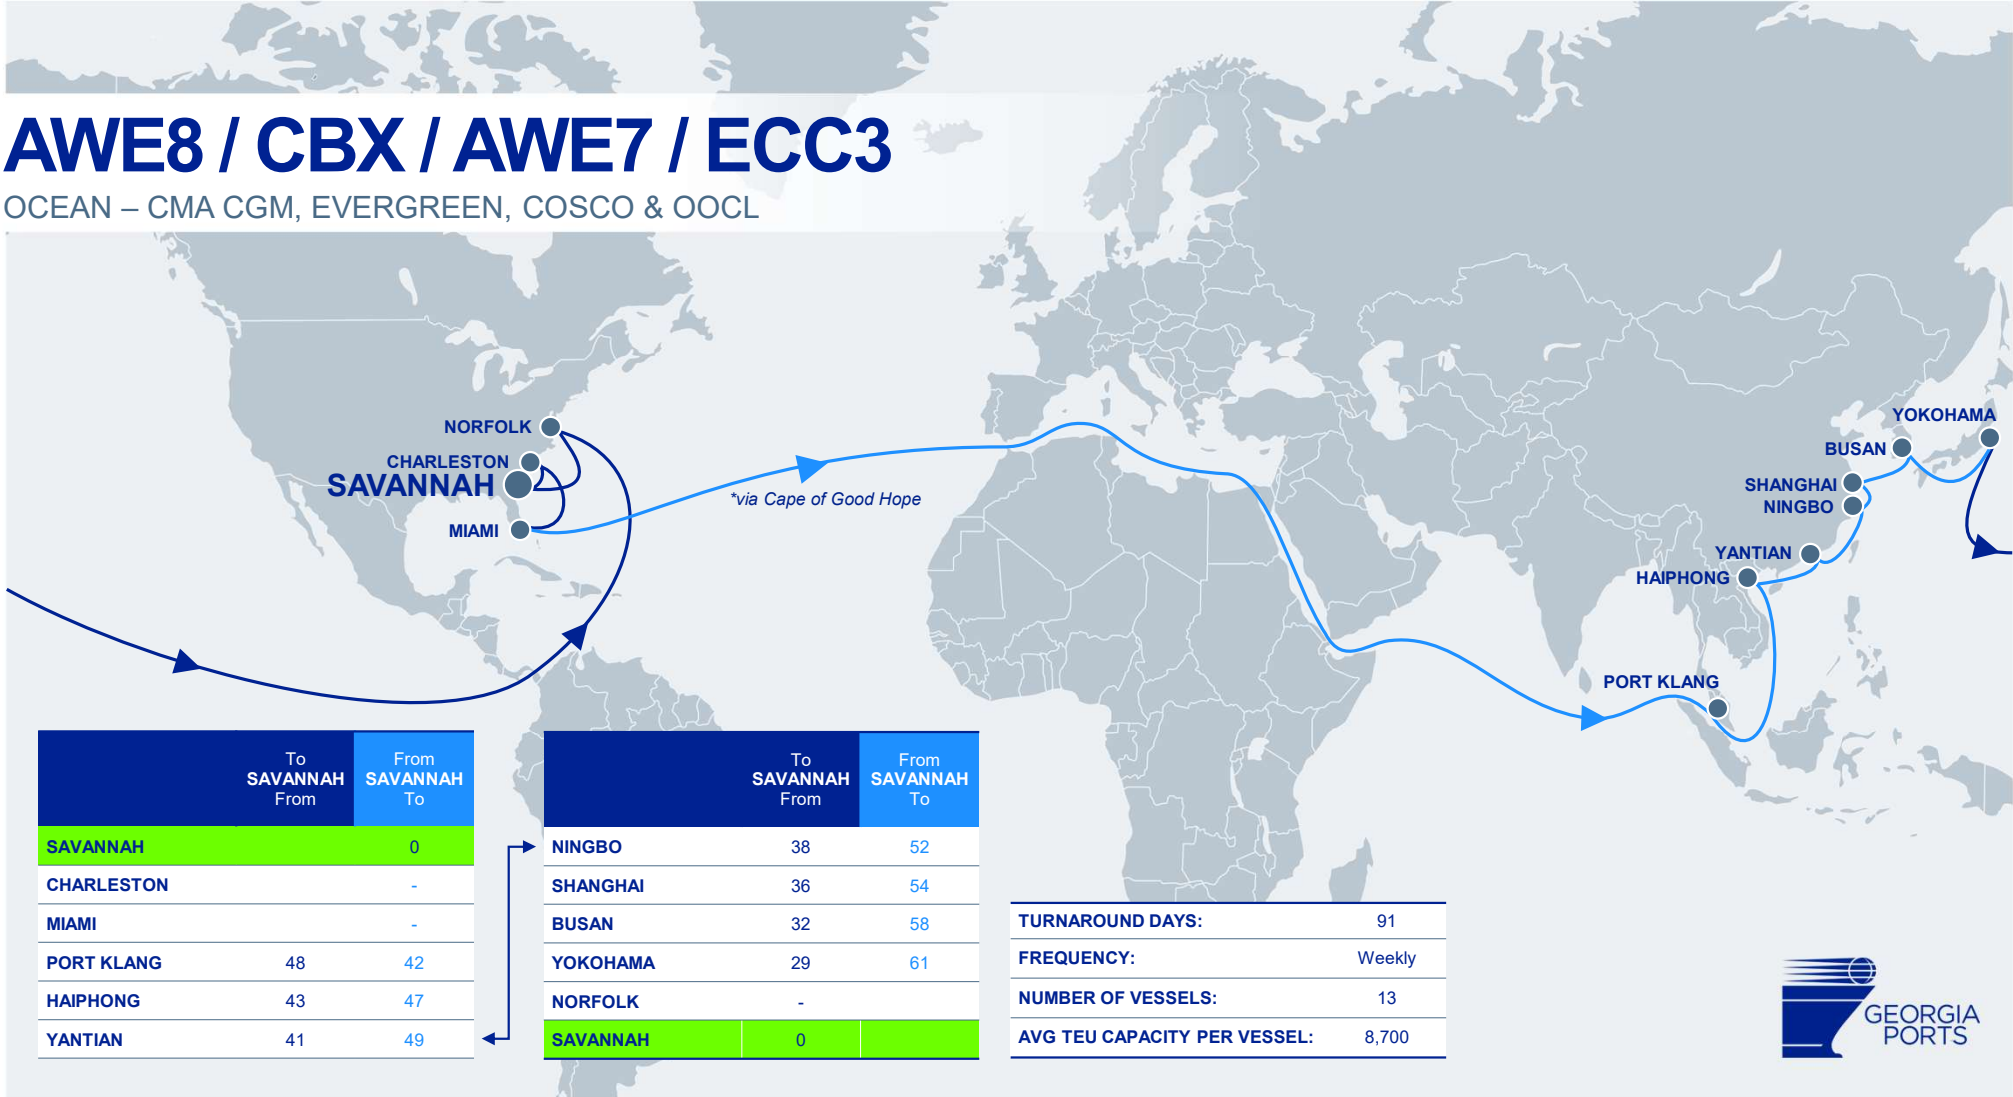 AWE8 / CBX / AWE7 / ECC3
OCEAN – CMA CGM, EVERGREEN, COSCO & OOCL
NORFOLK
CHARLESTON
SAVANNAH
MIAMI
*via Cape of Good Hope
YOKOHAMA
BUSAN
SHANGHAI
NINGBO
YANTIAN
HAIPHONG
PORT KLANG
To SAVANNAH From
From SAVANNAH To
SAVANNAH 0
CHARLESTON -
MIAMI -
PORT KLANG 48 42
HAIPHONG 43 47
YANTIAN 41 49
To SAVANNAH From
From SAVANNAH To
NINGBO 38 52
SHANGHAI 36 54
BUSAN 32 58
YOKOHAMA 29 61
NORFOLK -
SAVANNAH 0
TURNAROUND DAYS: 91
FREQUENCY: Weekly
NUMBER OF VESSELS: 13
AVG TEU CAPACITY PER VESSEL: 8,700
GEORGIA
PORTS